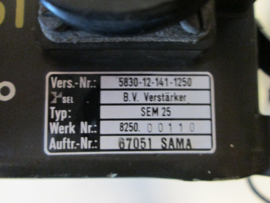 Vers.-Nr.: 5830-12-141-1250
SEL B.V. Verstärker
Typ: SEM 25
Werk Nr.: 8250. 00110
Auftr.-Nr.: 67051 SAMA